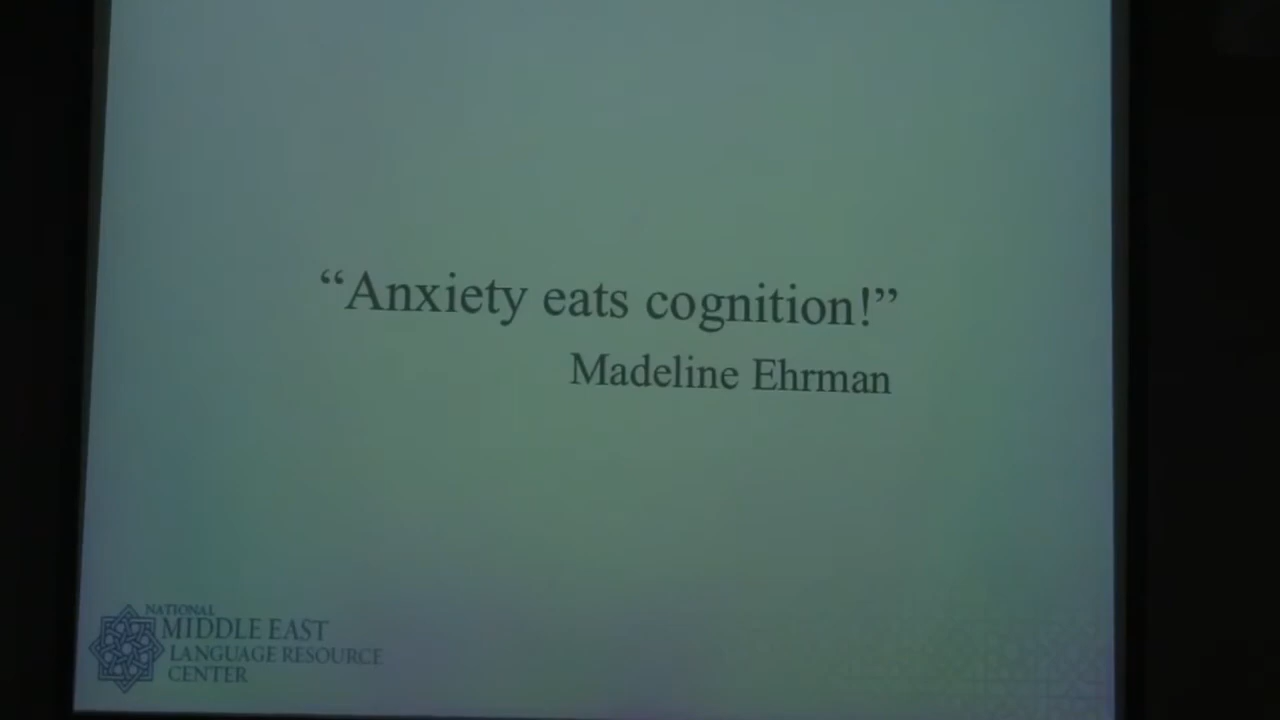 “Anxiety eats cognition!”
Madeline Ehrman
NATIONAL
MIDDLE EAST
LANGUAGE RESOURCE
CENTER